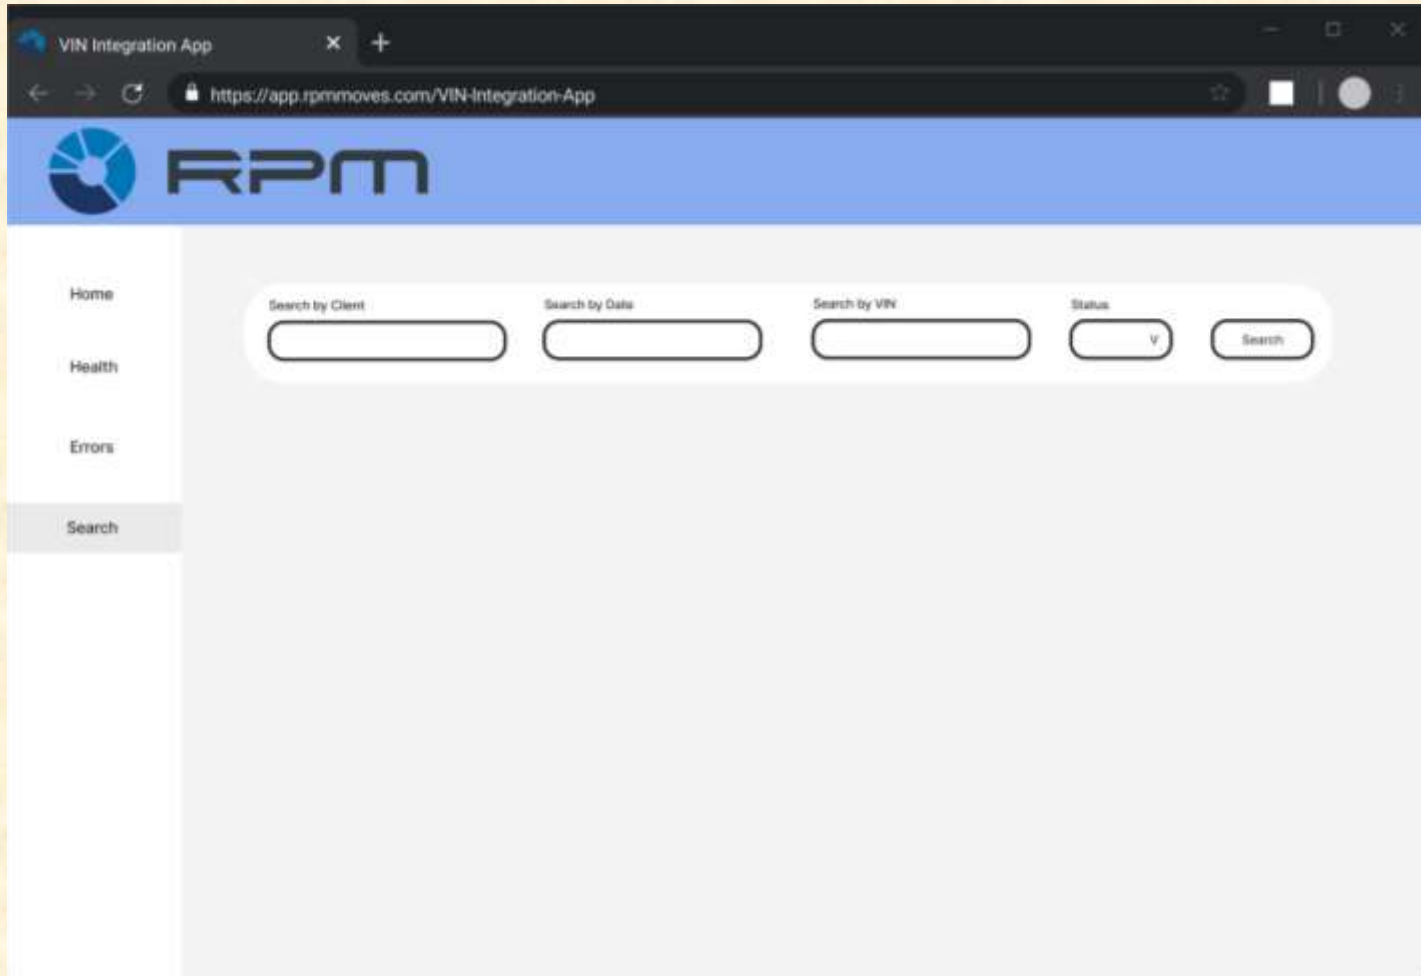 VIN Integration App
https://app.rpmmoves.com/VIN-Integration-App
RPM
Home
Health
Errors
Search
Search by Client
Search by Date
Search by VIN
Status
V
Search